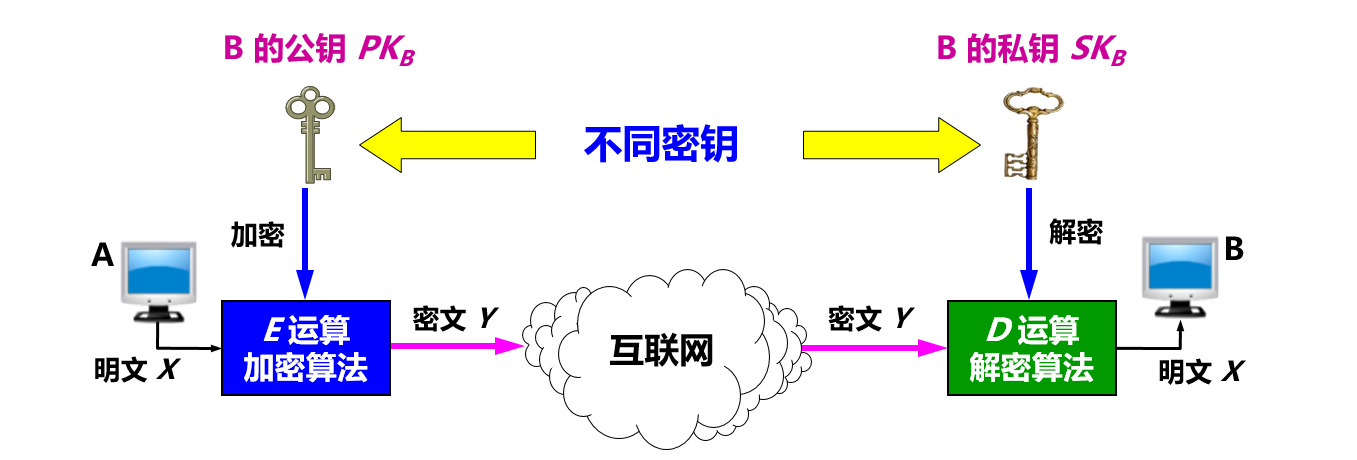 B 的公钥 PK_B
B 的私钥 SK_B
不同密钥
加密
解密
A
B
E 运算
加密算法
密文 Y
互联网
密文 Y
D 运算
解密算法
明文 X
明文 X